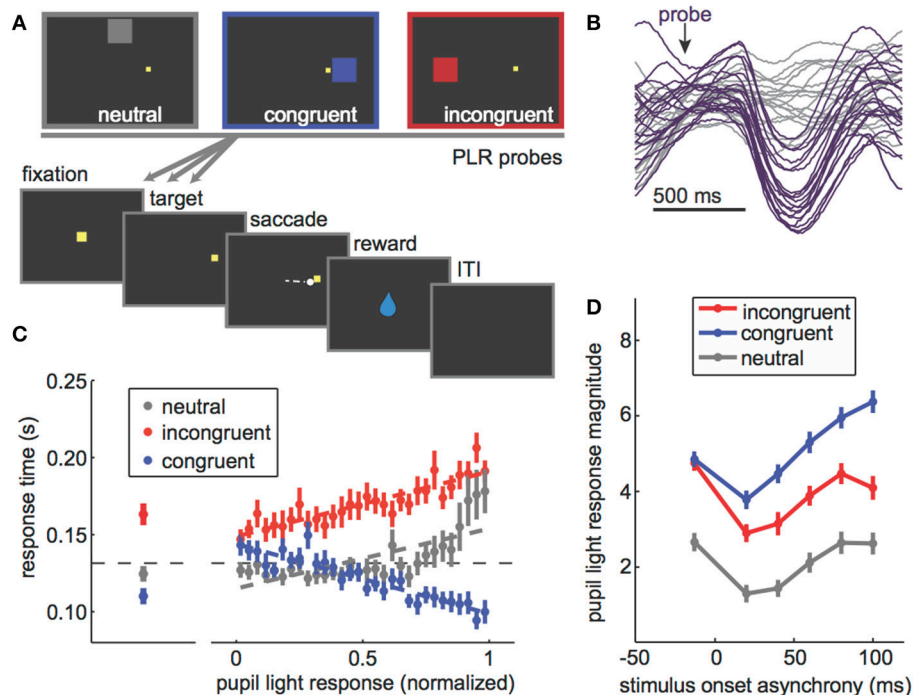 A
neutral
congruent
incongruent
PLR probes
fixation
target
saccade
reward
ITI
B
probe
500 ms
C
response time (s)
0.25
0.20
0.15
0.10
neutral
incongruent
congruent
0
0.5
1
pupil light response (normalized)
D
pupil light response magnitude
8
6
4
2
incongruent
congruent
neutral
-50
0
50
100
stimulus onset asynchrony (ms)